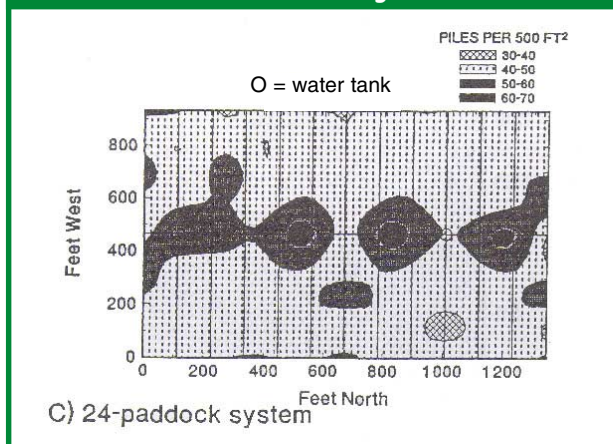 PILES PER 500 FT²
30-40
40-50
50-60
60-70
O = water tank
800
600
400
200
0
Feet West
0 200 400 600 800 1000 1200
Feet North
C) 24-paddock system